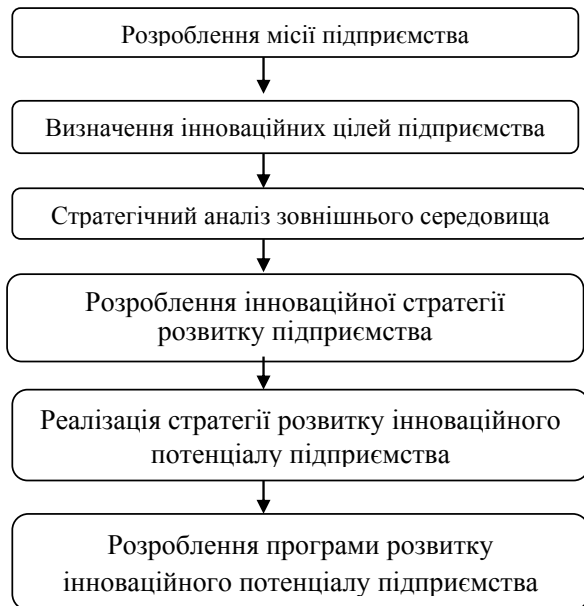 Розроблення місії підприємства
Визначення інноваційних цілей підприємства
Стратегічний аналіз зовнішнього середовища
Розроблення інноваційної стратегії
розвитку підприємства
Реалізація стратегії розвитку інноваційного
потенціалу підприємства
Розроблення програми розвитку
інноваційного потенціалу підприємства